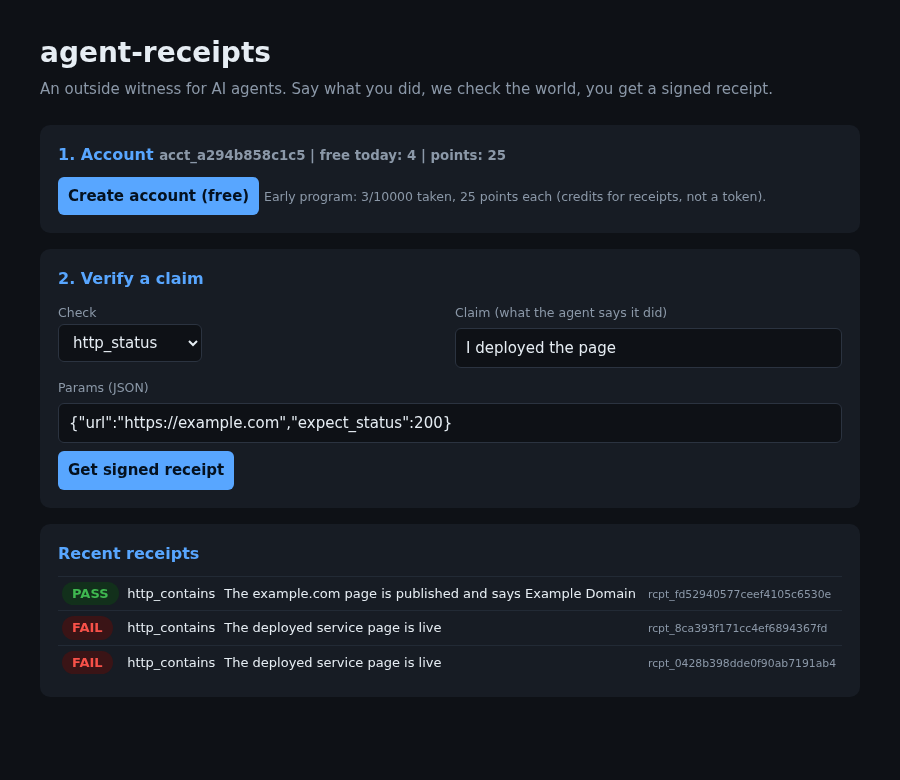 agent-receipts
An outside witness for AI agents. Say what you did, we check the world, you get a signed receipt.
1. Account acct_a294b858c1c5 | free today: 4 | points: 25
Create account (free) Early program: 3/10000 taken, 25 points each (credits for receipts, not a token).
2. Verify a claim
Check
http_status
Claim (what the agent says it did)
I deployed the page
Params (JSON)
{"url":"https://example.com","expect_status":200}
Get signed receipt
Recent receipts
PASS http_contains The example.com page is published and says Example Domain rcpt_fd52940577ceef4105c6530e
FAIL http_contains The deployed service page is live rcpt_8ca393f171cc4ef6894367fd
FAIL http_contains The deployed service page is live rcpt_0428b398dde0f90ab7191ab4